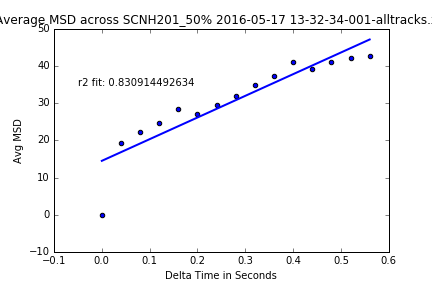 Average MSD across SCNH201_50% 2016-05-17 13-32-34-001-alltracks.
50
40
30
20
10
0
−10
r2 fit: 0.830914492634
Avg MSD
−0.1 0.0 0.1 0.2 0.3 0.4 0.5 0.6
Delta Time in Seconds